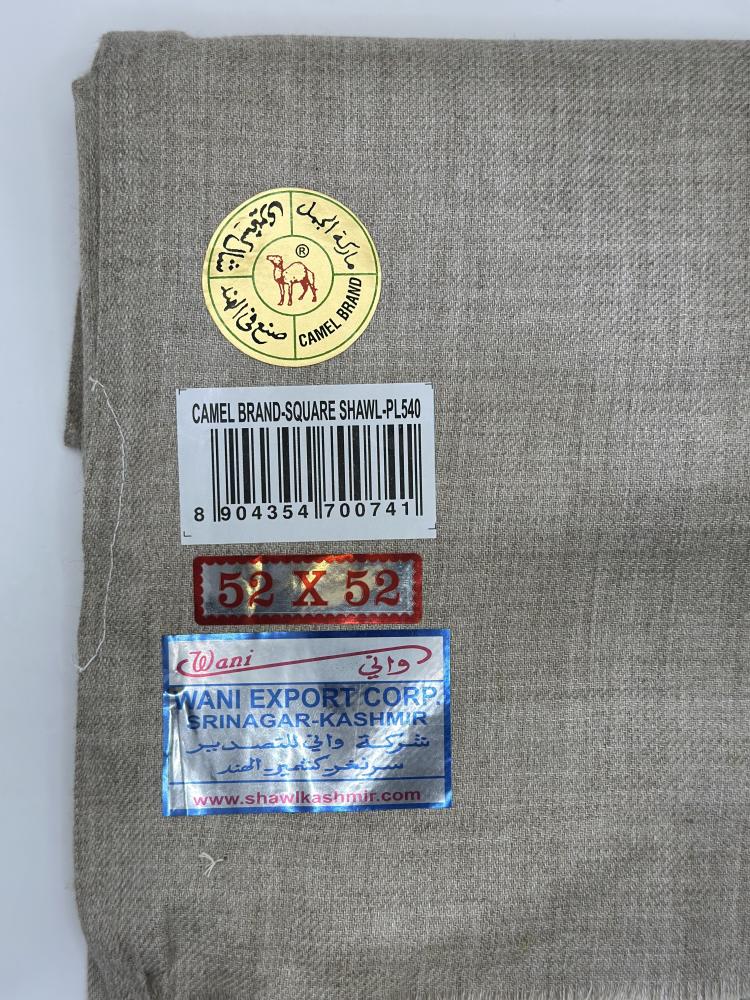 ماركة الجمل
®
صنع في الهند
CAMEL BRAND
CAMEL BRAND-SQUARE SHAWL-PL540
8 904354 700741
52 X 52
Wani واني
WANI EXPORT CORP.
SRINAGAR-KASHMIR
شركة واني للتصدير
سرنغر-كشمير-الهند
www.shawlkashmir.com